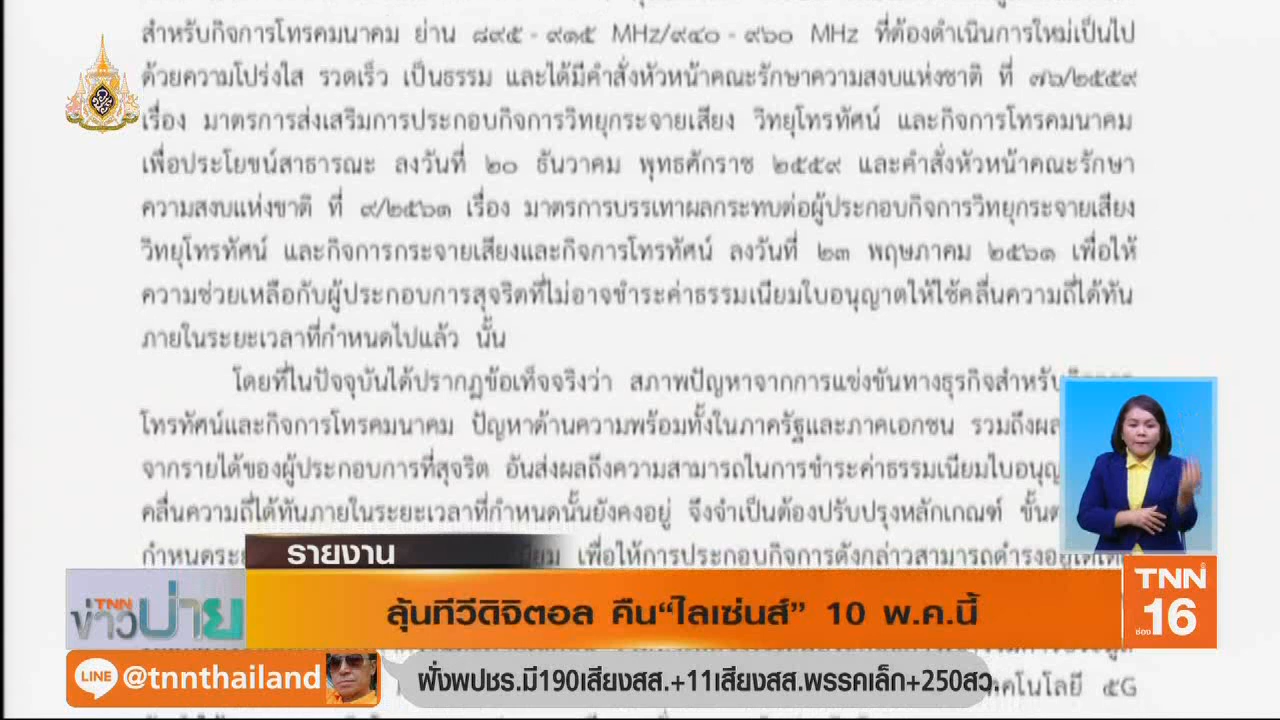 สำหรับกิจการโทรคมนาคม ย่าน ๘๙๕ - ๙๑๕ MHz/๙๔๐ - ๙๖๐ MHz ที่ต้องดำเนินการใหม่เป็นไป
ด้วยความโปร่งใส รวดเร็ว เป็นธรรม และได้มีคำสั่งหัวหน้าคณะรักษาความสงบแห่งชาติ ที่ ๗๖/๒๕๕๙
เรื่อง มาตรการส่งเสริมการประกอบกิจการวิทยุกระจายเสียง วิทยุโทรทัศน์ และกิจการโทรคมนาคม
เพื่อประโยชน์สาธารณะ ลงวันที่ ๒๐ ธันวาคม พุทธศักราช ๒๕๕๙ และคำสั่งหัวหน้าคณะรักษา
ความสงบแห่งชาติ ที่ ๙/๒๕๖๑ เรื่อง มาตรการบรรเทาผลกระทบต่อผู้ประกอบกิจการวิทยุกระจายเสียง
วิทยุโทรทัศน์ และกิจการกระจายเสียงและกิจการโทรทัศน์ ลงวันที่ ๒๓ พฤษภาคม ๒๕๖๑ เพื่อให้
ความช่วยเหลือกับผู้ประกอบการสุจริตที่ไม่อาจชำระค่าธรรมเนียมใบอนุญาตให้ใช้คลื่นความถี่ได้ทัน
ภายในระยะเวลาที่กำหนดไปแล้ว นั้น
โดยที่ในปัจจุบันได้ปรากฏข้อเท็จจริงว่า สภาพปัญหาจากการแข่งขันทางธุรกิจสำหรับ
โทรทัศน์และกิจการโทรคมนาคม ปัญหาด้านความพร้อมทั้งในภาครัฐและภาคเอกชน รวมถึงผล
จากรายได้ของผู้ประกอบการที่สุจริต อันส่งผลถึงความสามารถในการชำระค่าธรรมเนียมใบอนุญ
คลื่นความถี่ได้ทันภายในระยะเวลาที่กำหนดนั้นยังคงอยู่ จึงจำเป็นต้องปรับปรุงหลักเกณฑ์ ขั้นต
กำหนดระ เพื่อให้การประกอบกิจการดังกล่าวสามารถดำรงอยู่
รายงาน
TNN ข่าวบ่าย
ลุ้นทีวีดิจิตอล คืน“ไลเซ่นส์” 10 พ.ค.นี้
TNN
ช่อง 16
LINE @tnnthailand
ฟั่งพปชร.มี190เสียงสส.+11เสียงสส.พรรคเล็ก+250สว.
คโนโลยี ๕G